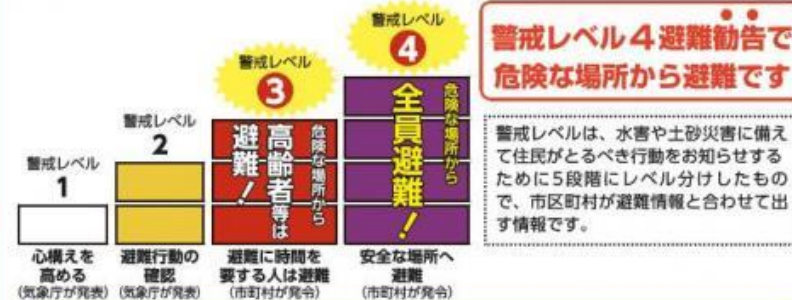 警戒レベル
1
心構えを
高める
(気象庁が発表)
警戒レベル
2
避難行動の
確認
(気象庁が発表)
警戒レベル
3
危険な場所から
高齢者等は
避難!
避難に時間を
要する人は避難
(市町村が発令)
警戒レベル
4
危険な場所から
全員避難!
安全な場所へ
避難
(市町村が発令)
警戒レベル4避難勧告で
危険な場所から避難です
警戒レベルは、水害や土砂災害に備え
て住民がとるべき行動をお知らせする
ために5段階にレベル分けしたもの
で、市区町村が避難情報と合わせて出
す情報です。